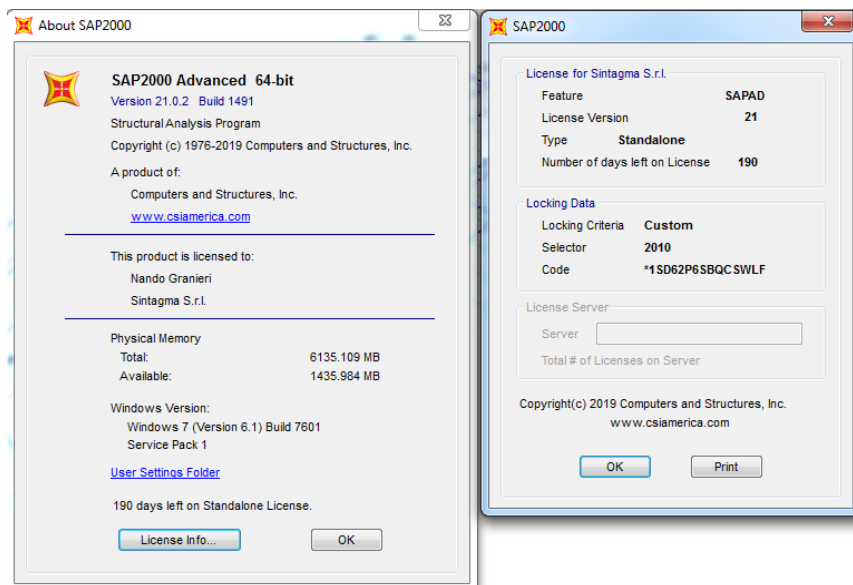 About SAP2000
SAP2000 Advanced 64-bit
Version 21.0.2 Build 1491
Structural Analysis Program
Copyright (c) 1976-2019 Computers and Structures, Inc.
A product of:
Computers and Structures, Inc.
www.csiamerica.com
This product is licensed to:
Nando Granieri
Sintagma S.r.l.
Physical Memory
Total: 6135.109 MB
Available: 1435.984 MB
Windows Version:
Windows 7 (Version 6.1) Build 7601
Service Pack 1
User Settings Folder
190 days left on Standalone License.
License Info... OK
SAP2000
License for Sintagma S.r.l.
Feature SAPAD
License Version 21
Type Standalone
Number of days left on License 190
Locking Data
Locking Criteria Custom
Selector 2010
Code *1SD62P6SBQCSWLF
License Server
Server
Total # of Licenses on Server
Copyright(c) 2019 Computers and Structures, Inc.
www.csiamerica.com
OK Print